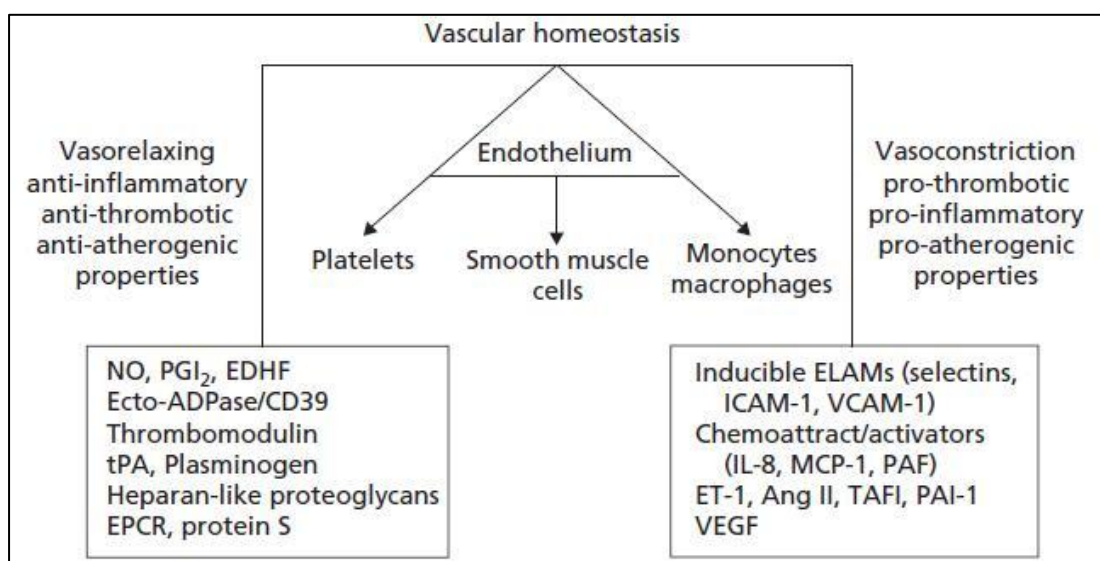 Vascular homeostasis
Vasorelaxing
anti-inflammatory
anti-thrombotic
anti-atherogenic
properties
Endothelium
Platelets
Smooth muscle
cells
Monocytes
macrophages
Vasoconstriction
pro-thrombotic
pro-inflammatory
pro-atherogenic
properties
NO, PGI₂, EDHF
Ecto-ADPase/CD39
Thrombomodulin
tPA, Plasminogen
Heparan-like proteoglycans
EPCR, protein S
Inducible ELAMs (selectins,
ICAM-1, VCAM-1)
Chemoattract/activators
(IL-8, MCP-1, PAF)
ET-1, Ang II, TAFI, PAI-1
VEGF